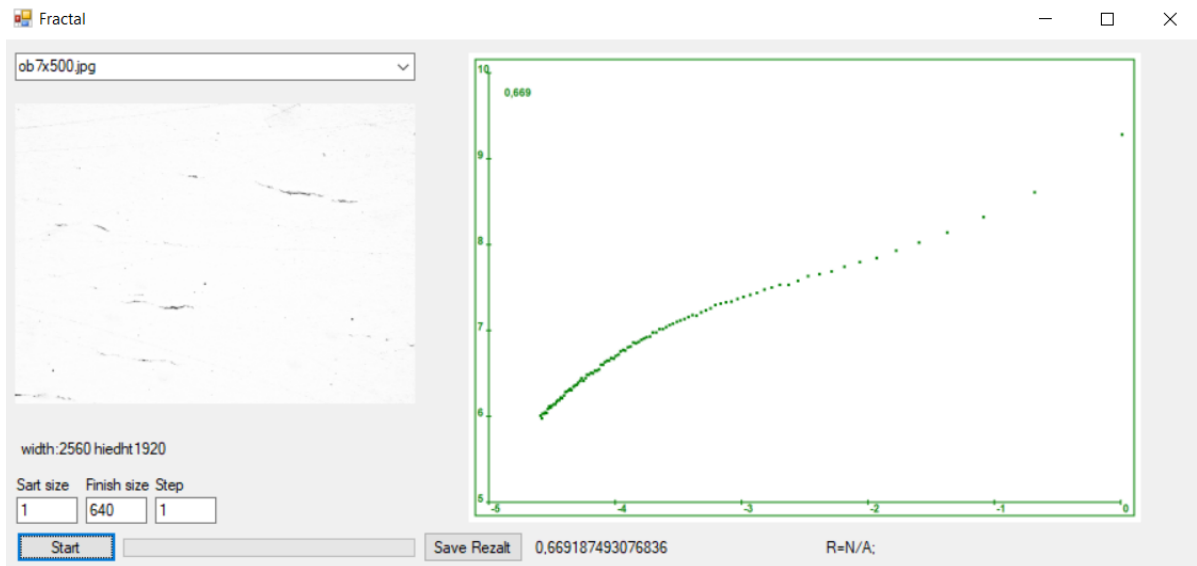 Fractal
ob7x500.jpg
10
0,669
9
8
7
6
5
-5 -4 -3 -2 -1 0
width:2560 hiedht1920
Sart size Finish size Step
1 640 1
Start Save Rezalt 0,669187493076836 R=N/A;